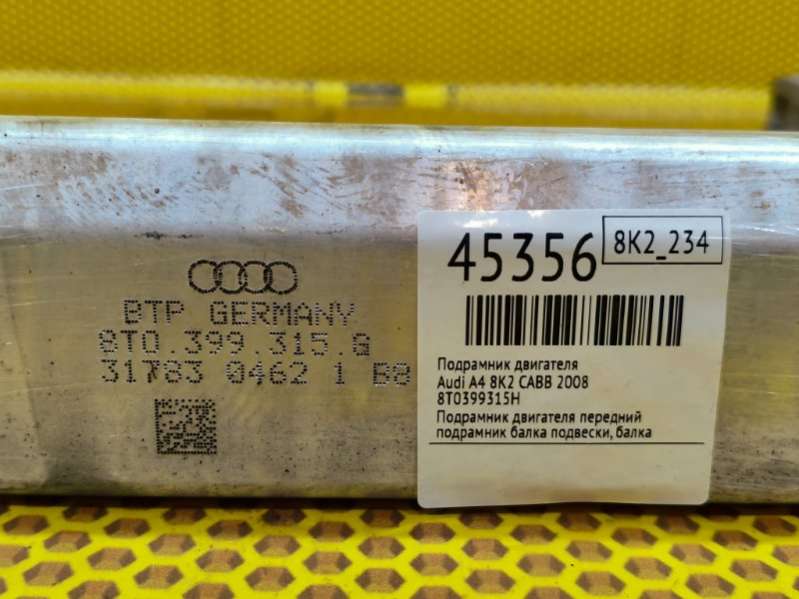 BTP GERMANY
8T0.399.315.G
31783 0462 1 B8
45356
8K2_234
Подрамник двигателя
Audi A4 8K2 CABB 2008
8T0399315H
Подрамник двигателя передний
подрамник балка подвески, балка